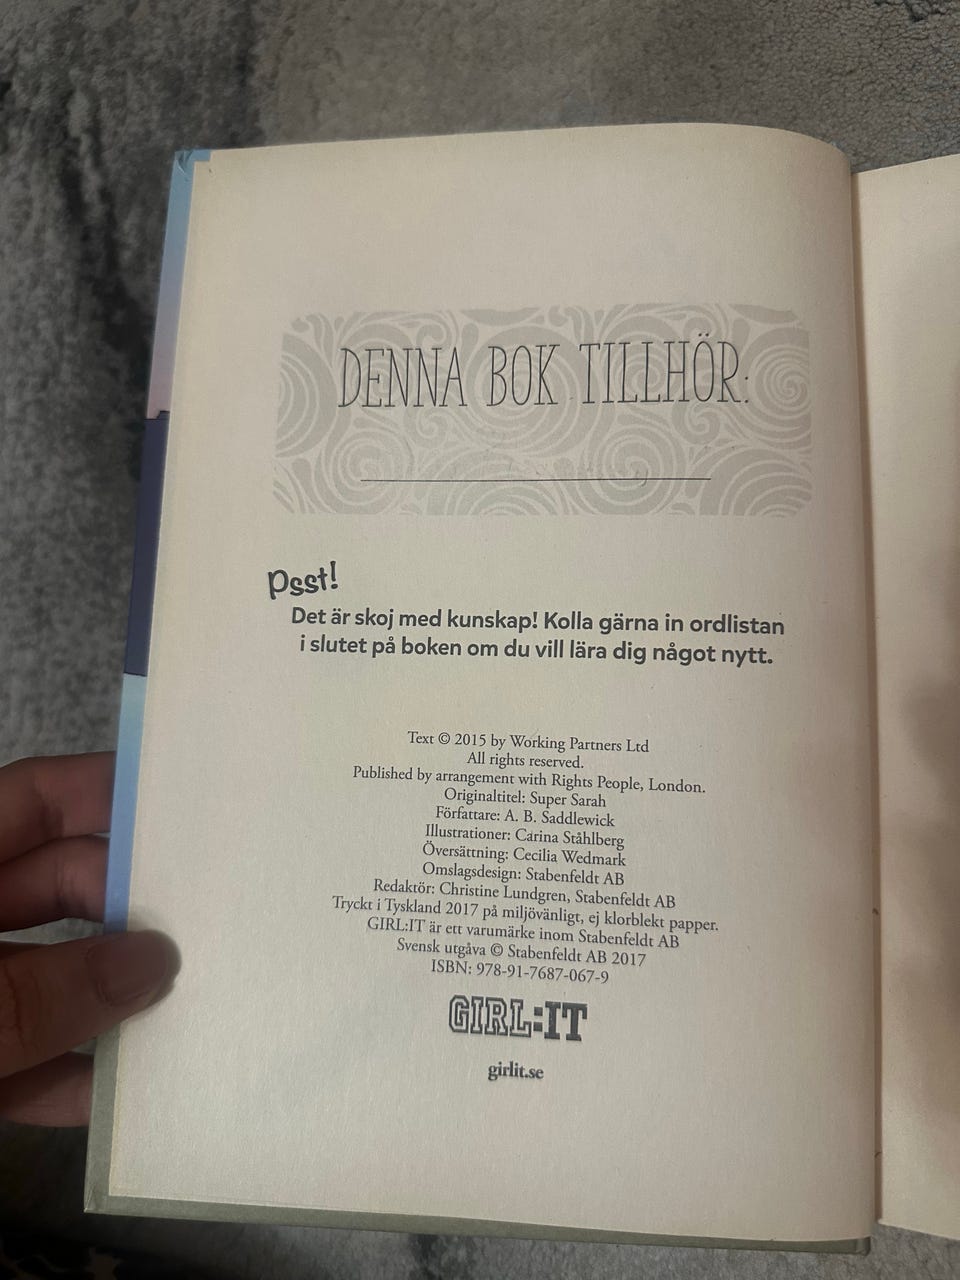 DENNA BOK TILLHÖR:
Psst!
Det är skoj med kunskap! Kolla gärna in ordlistan
i slutet på boken om du vill lära dig något nytt.
Text © 2015 by Working Partners Ltd
All rights reserved.
Published by arrangement with Rights People, London.
Originaltitel: Super Sarah
Författare: A. B. Saddlewick
Illustrationer: Carina Ståhlberg
Översättning: Cecilia Wedmark
Omslagsdesign: Stabenfeldt AB
Redaktör: Christine Lundgren, Stabenfeldt AB
Tryckt i Tyskland 2017 på miljövänligt, ej klorblekt papper.
GIRL:IT är ett varumärke inom Stabenfeldt AB
Svensk utgåva © Stabenfeldt AB 2017
ISBN: 978-91-7687-067-9
GIRL:IT
girlit.se